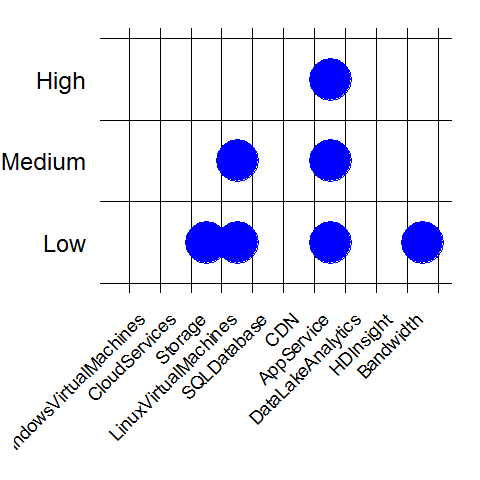 High
Medium
Low
ndowsVirtualMachines
CloudServices
Storage
LinuxVirtualMachines
SQLDatabase
CDN
AppService
DataLakeAnalytics
HDInsight
Bandwidth